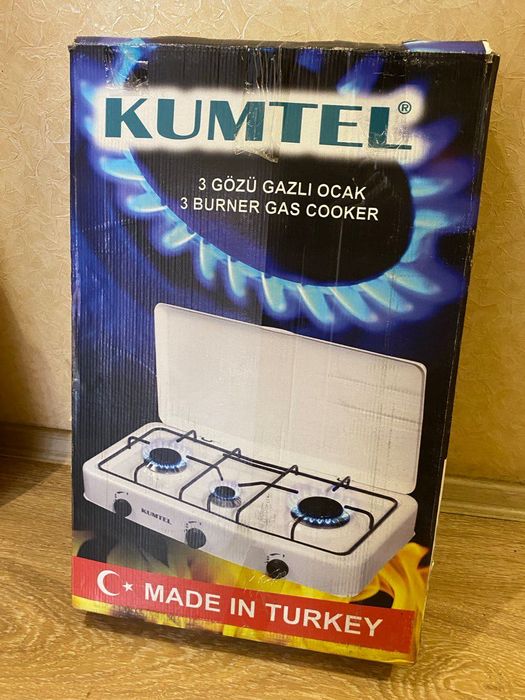 KUMTEL®
3 GÖZÜ GAZLI OCAK
3 BURNER GAS COOKER
KUMTEL
MADE IN TURKEY